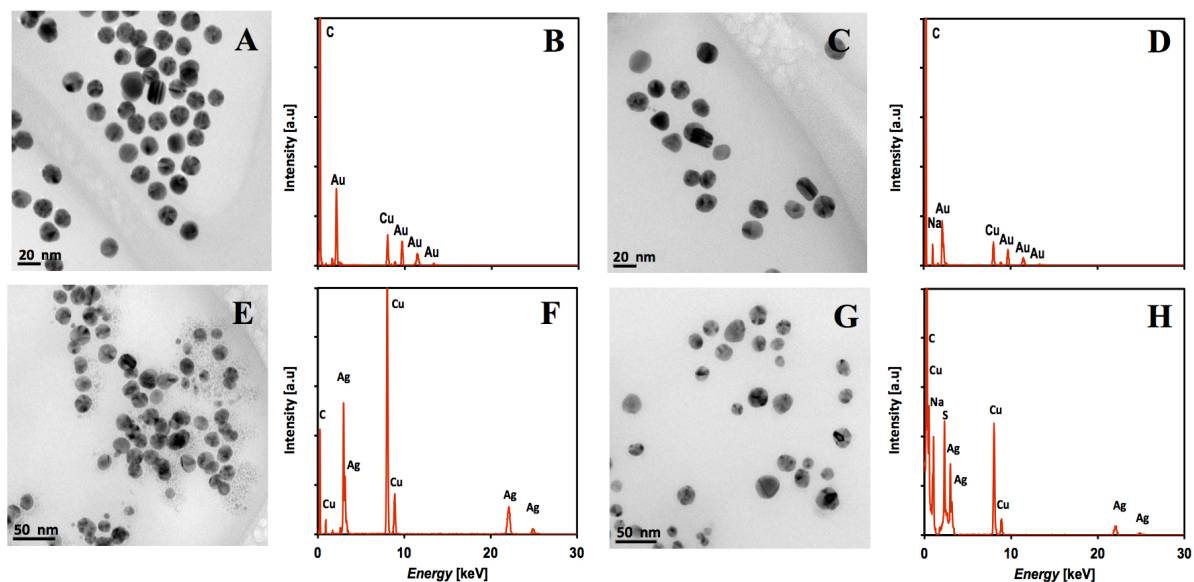 A
20 nm
B
C
Au
Cu
Au
Au
Au
Intensity [a.u]
C
20 nm
D
C
Au
Na
Cu
Au
Au
Au
Intensity [a.u]
E
50 nm
F
Cu
Ag
C
Ag
Cu
Cu
Ag
Ag
Intensity [a.u]
0 10 20 30
Energy [keV]
G
50 nm
H
C
Cu
Na
S
Cu
Ag
Ag
Cu
Ag
Ag
Intensity [a.u]
0 10 20 30
Energy [keV]